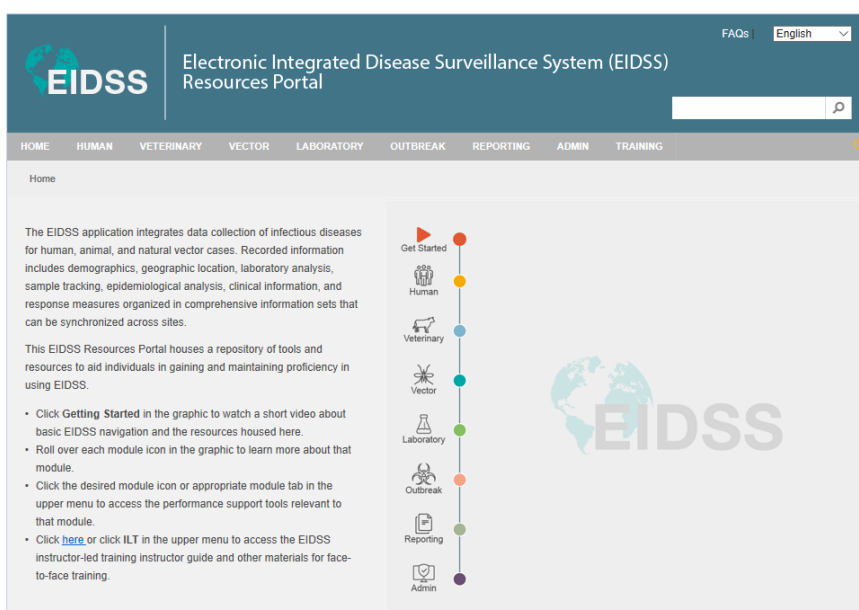 FAQs |
English
EIDSS
Electronic Integrated Disease Surveillance System (EIDSS)
Resources Portal
HOME HUMAN VETERINARY VECTOR LABORATORY OUTBREAK REPORTING ADMIN TRAINING
Home
The EIDSS application integrates data collection of infectious diseases
for human, animal, and natural vector cases. Recorded information
includes demographics, geographic location, laboratory analysis,
sample tracking, epidemiological analysis, clinical information, and
response measures organized in comprehensive information sets that
can be synchronized across sites.
This EIDSS Resources Portal houses a repository of tools and
resources to aid individuals in gaining and maintaining proficiency in
using EIDSS.
• Click Getting Started in the graphic to watch a short video about
basic EIDSS navigation and the resources housed here.
• Roll over each module icon in the graphic to learn more about that
module.
• Click the desired module icon or appropriate module tab in the
upper menu to access the performance support tools relevant to
that module.
• Click here or click ILT in the upper menu to access the EIDSS
instructor-led training instructor guide and other materials for face-
to-face training.
Get Started
Human
Veterinary
Vector
Laboratory
Outbreak
Reporting
Admin
EIDSS